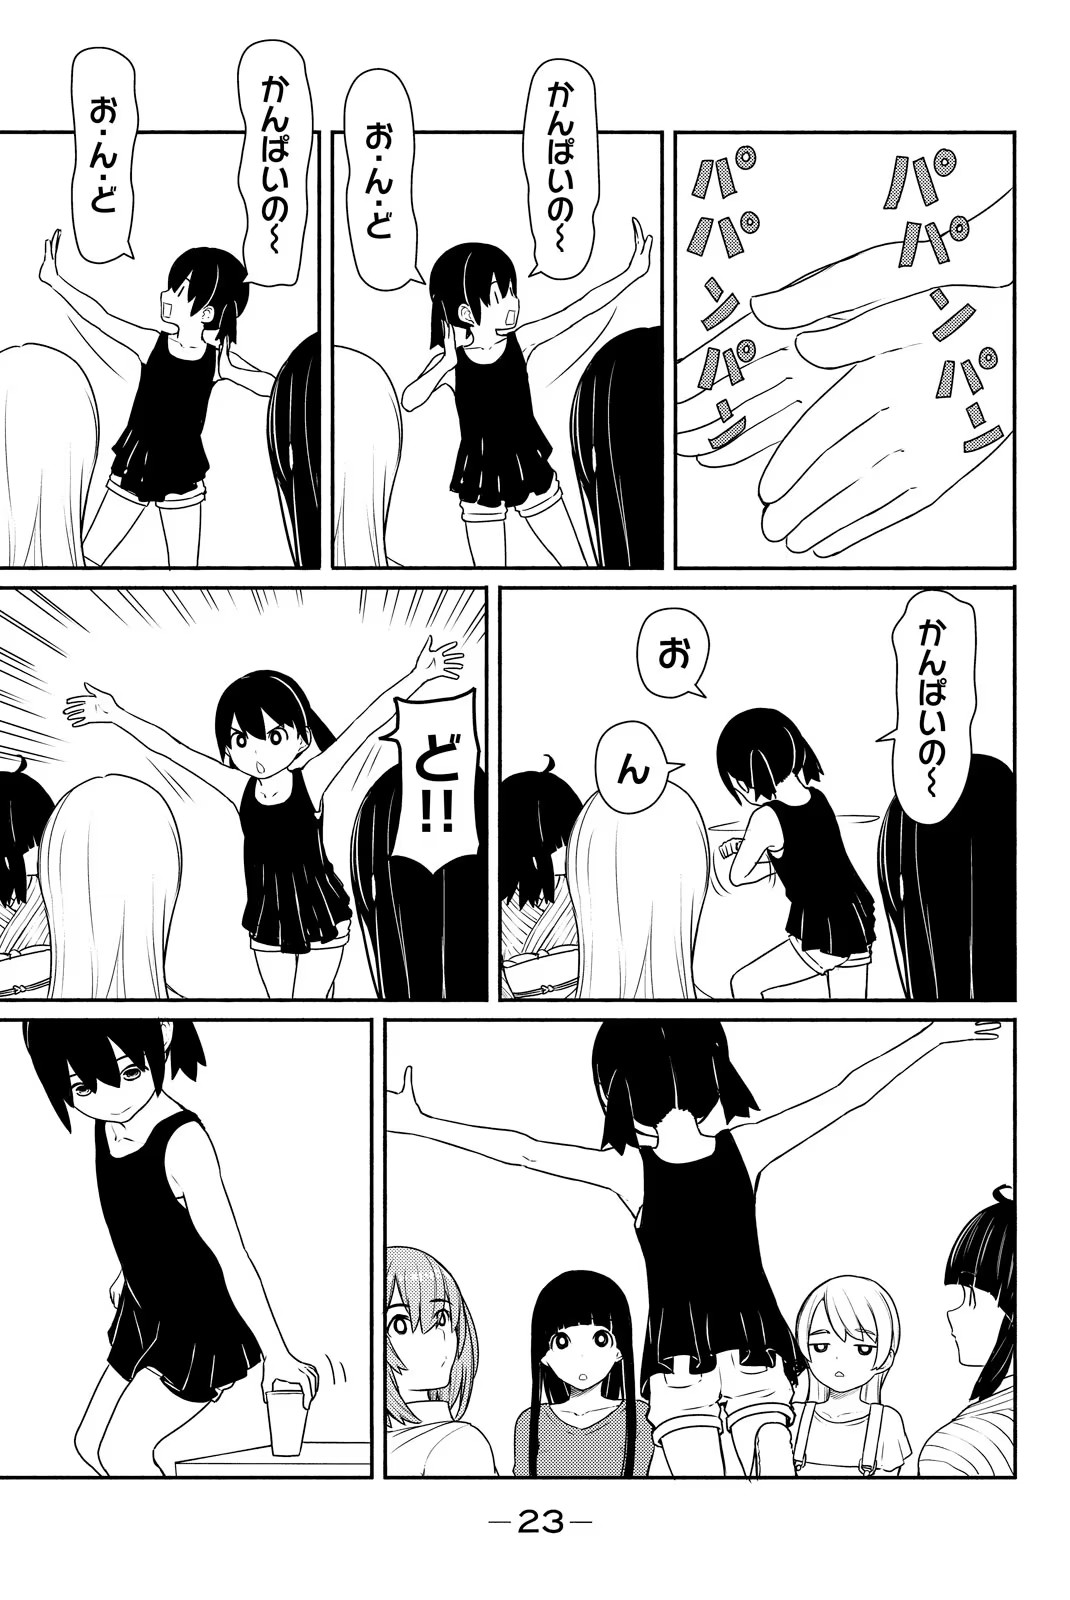 パパンパン
パパンパン
かんぱいの〜
お・ん・ど
かんぱいの〜
お・ん・ど
かんぱいの〜
お
ん
ど!!
—23—